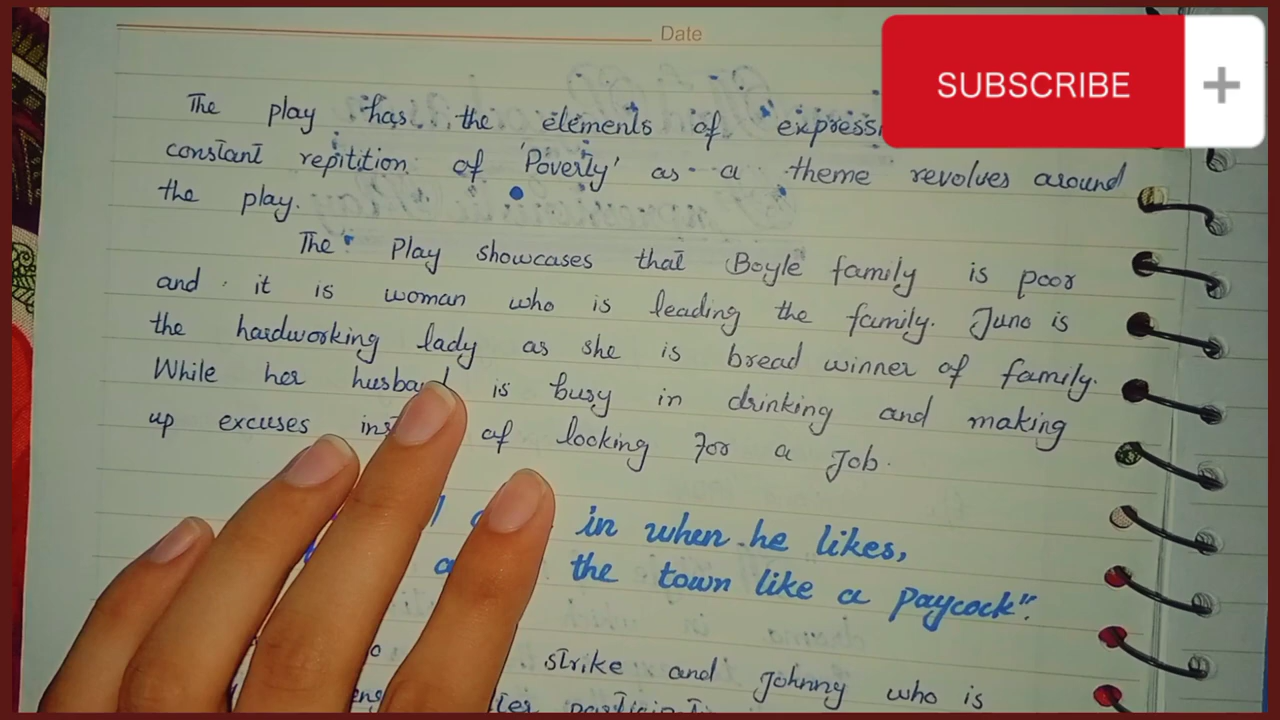 Date
SUBSCRIBE
The play has the elements of
constant repitition of 'Poverty' as a theme revolves around
the play.
The Play showcases that Boyle family is poor
and it is woman who is leading the family. Juno is
the hardworking lady as she is bread winner of family.
While her husband is busy in drinking and making
up excuses of looking for a Job.
in when he likes,
the town like a paycock".
strike and Johnny who is